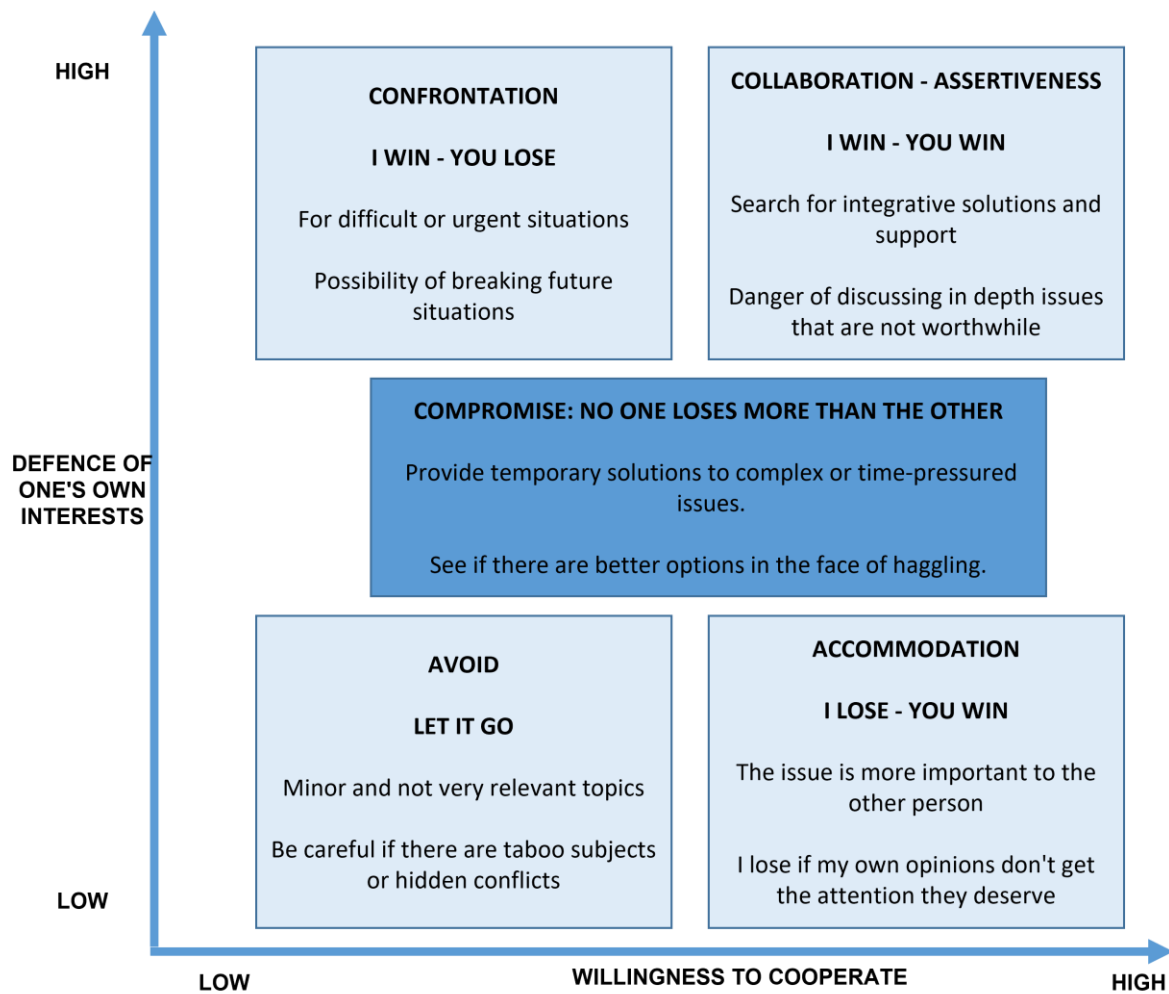 HIGH
CONFRONTATION
I WIN - YOU LOSE
For difficult or urgent situations
Possibility of breaking future
situations
COLLABORATION - ASSERTIVENESS
I WIN - YOU WIN
Search for integrative solutions and
support
Danger of discussing in depth issues
that are not worthwhile
DEFENCE OF
ONE'S OWN
INTERESTS
COMPROMISE: NO ONE LOSES MORE THAN THE OTHER
Provide temporary solutions to complex or time-pressured
issues.
See if there are better options in the face of haggling.
AVOID
LET IT GO
Minor and not very relevant topics
Be careful if there are taboo subjects
or hidden conflicts
ACCOMMODATION
I LOSE - YOU WIN
The issue is more important to the
other person
I lose if my own opinions don't get
the attention they deserve
LOW
LOW
WILLINGNESS TO COOPERATE
HIGH